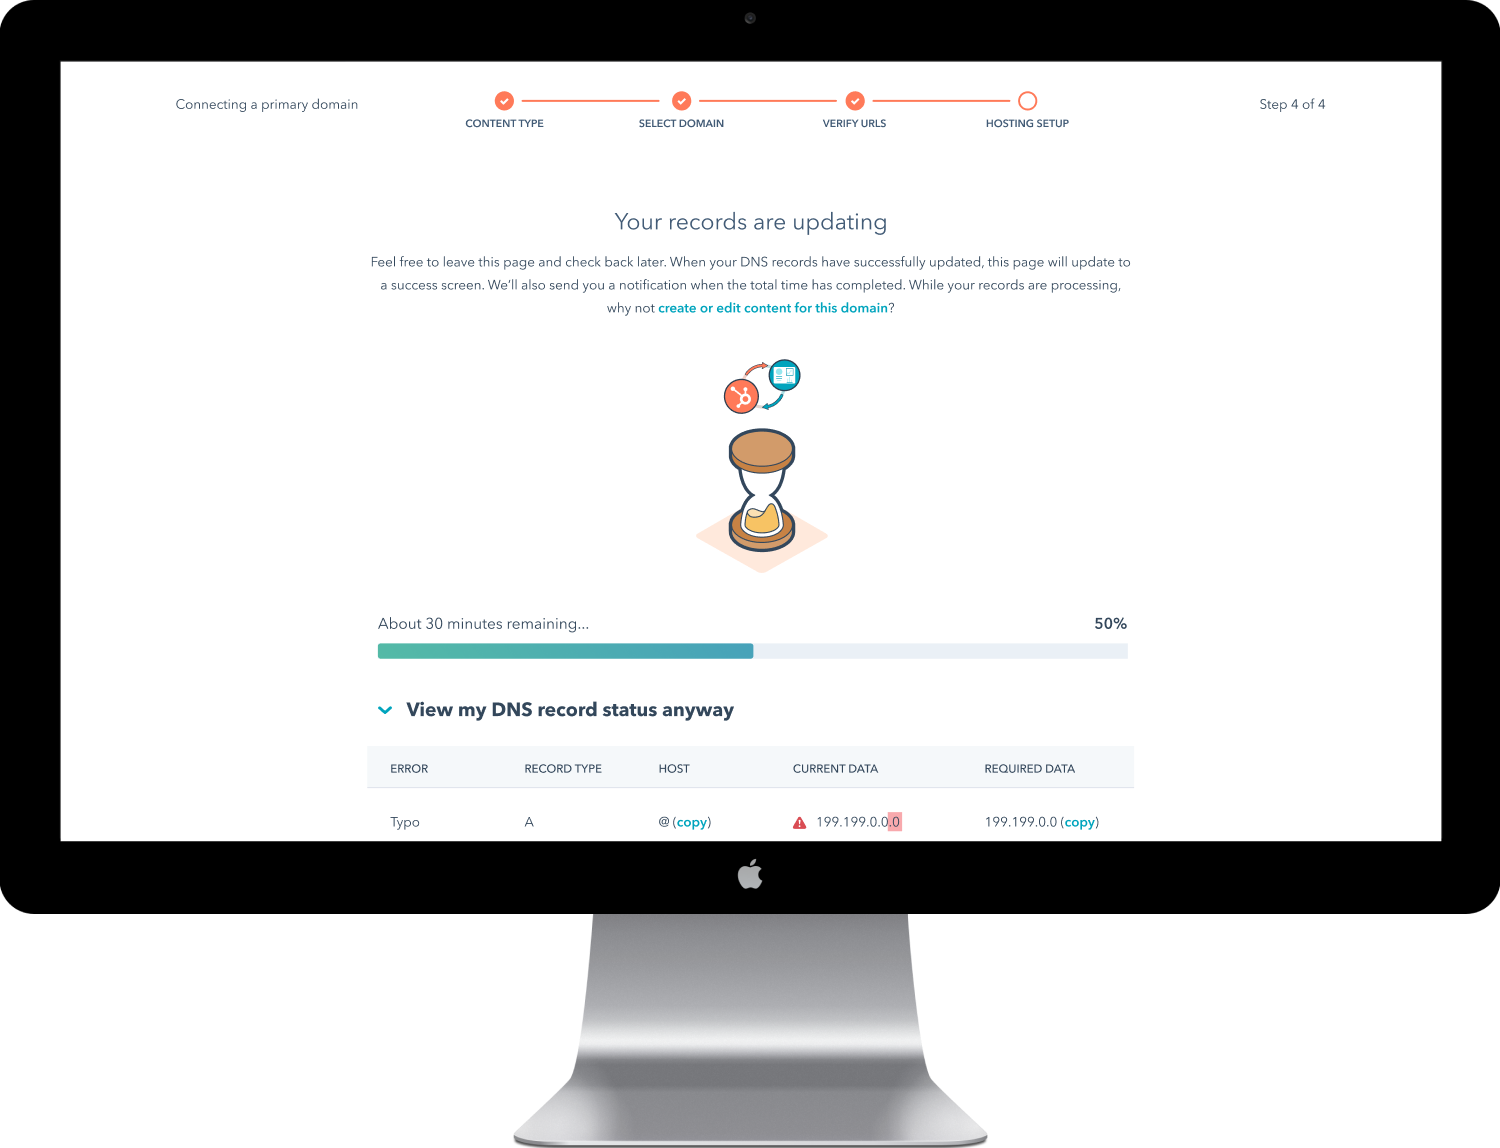 Connecting a primary domain
CONTENT TYPE
SELECT DOMAIN
VERIFY URLS
HOSTING SETUP
Step 4 of 4
Your records are updating
Feel free to leave this page and check back later. When your DNS records have successfully updated, this page will update to
a success screen. We'll also send you a notification when the total time has completed. While your records are processing,
why not create or edit content for this domain?
About 30 minutes remaining...
50%
View my DNS record status anyway
ERROR RECORD TYPE HOST CURRENT DATA REQUIRED DATA
Typo A @ (copy) 199.199.0.0.0 199.199.0.0 (copy)